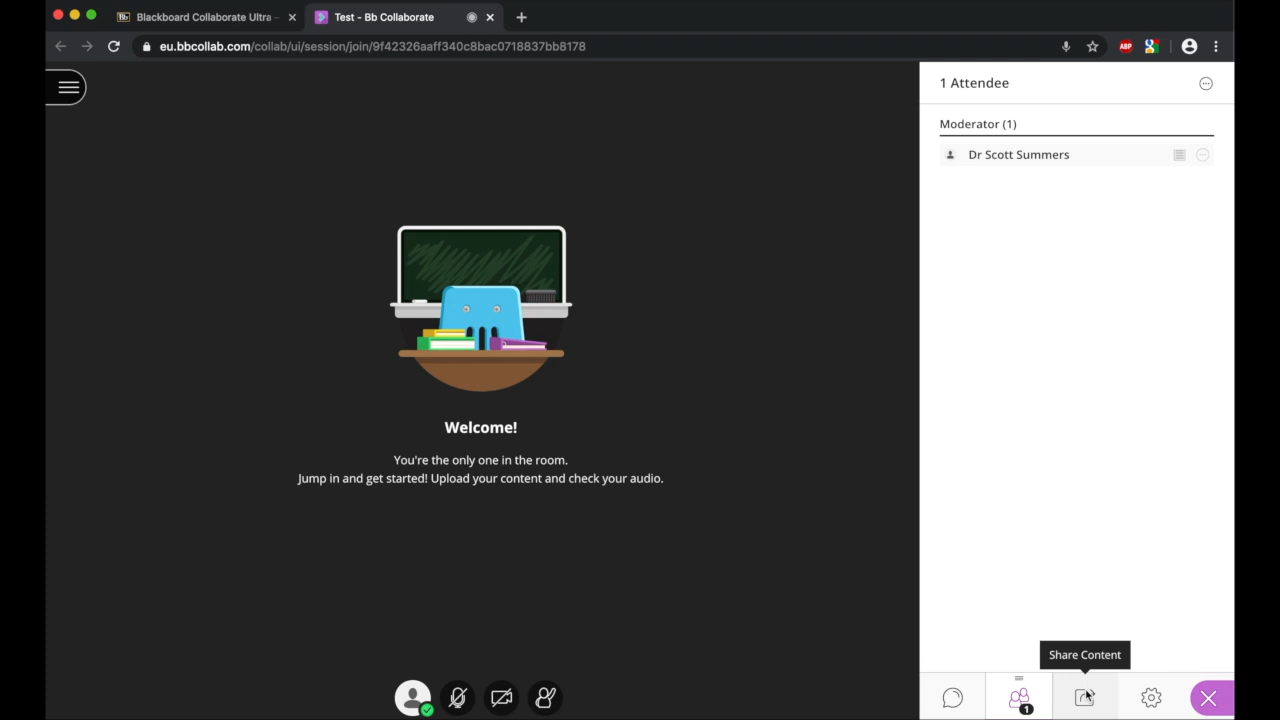 Blackboard Collaborate Ultra –
Test - Bb Collaborate
eu.bbcollab.com/collab/ui/session/join/9f42326aaff340c8bac0718837bb8178
ABP
1 Attendee
Moderator (1)
Dr Scott Summers
Welcome!
You're the only one in the room.
Jump in and get started! Upload your content and check your audio.
Share Content
1